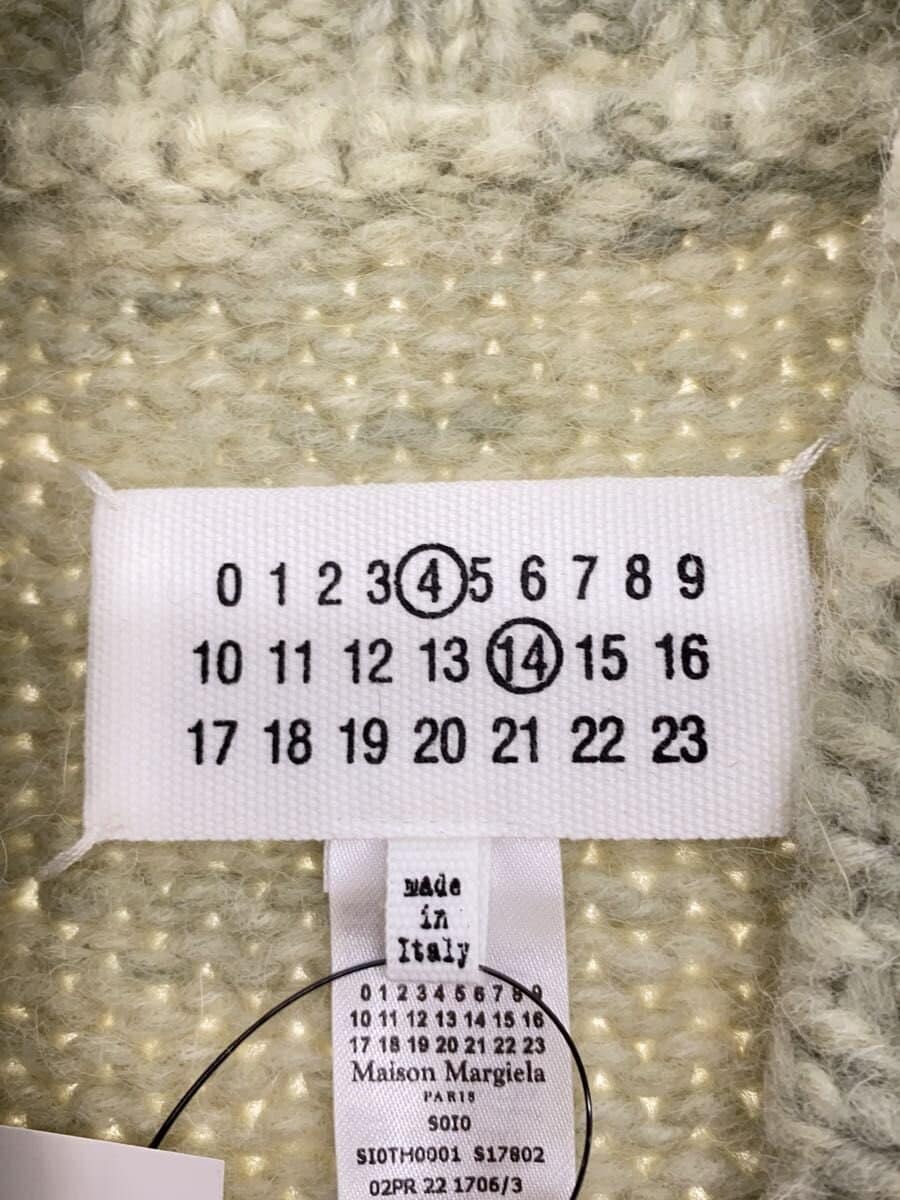 0 1 2 3 4 5 6 7 8 9
10 11 12 13 14 15 16
17 18 19 20 21 22 23
made
in
Italy
0 1 2 3 4 5 6 7 8 9
10 11 12 13 14 15 16
17 18 19 20 21 22 23
Maison Margiela
PARIS
SOIO
SI0TH0001 S17802
02PR 22 1706/3